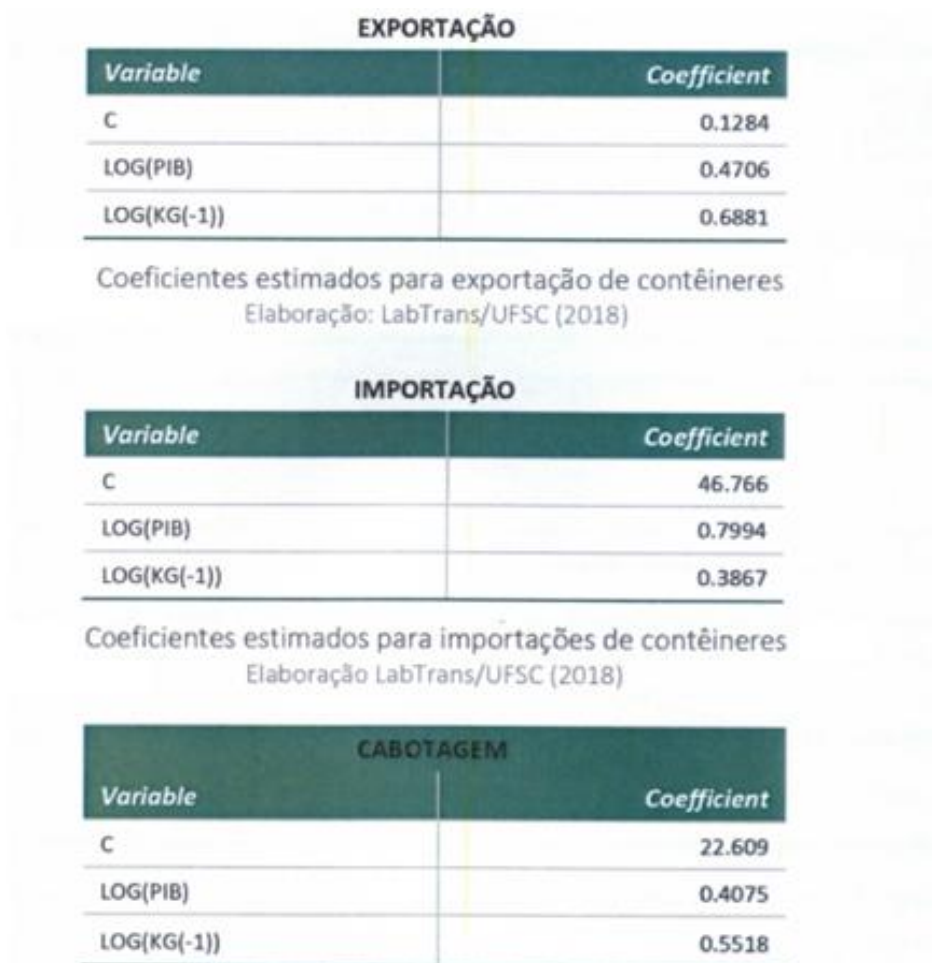 EXPORTAÇÃO
Variable Coefficient
C 0.1284
LOG(PIB) 0.4706
LOG(KG(-1)) 0.6881
Coeficientes estimados para exportação de contêineres
Elaboração: LabTrans/UFSC (2018)
IMPORTAÇÃO
Variable Coefficient
C 46.766
LOG(PIB) 0.7994
LOG(KG(-1)) 0.3867
Coeficientes estimados para importações de contêineres
Elaboração LabTrans/UFSC (2018)
CABOTAGEM
Variable Coefficient
C 22.609
LOG(PIB) 0.4075
LOG(KG(-1)) 0.5518